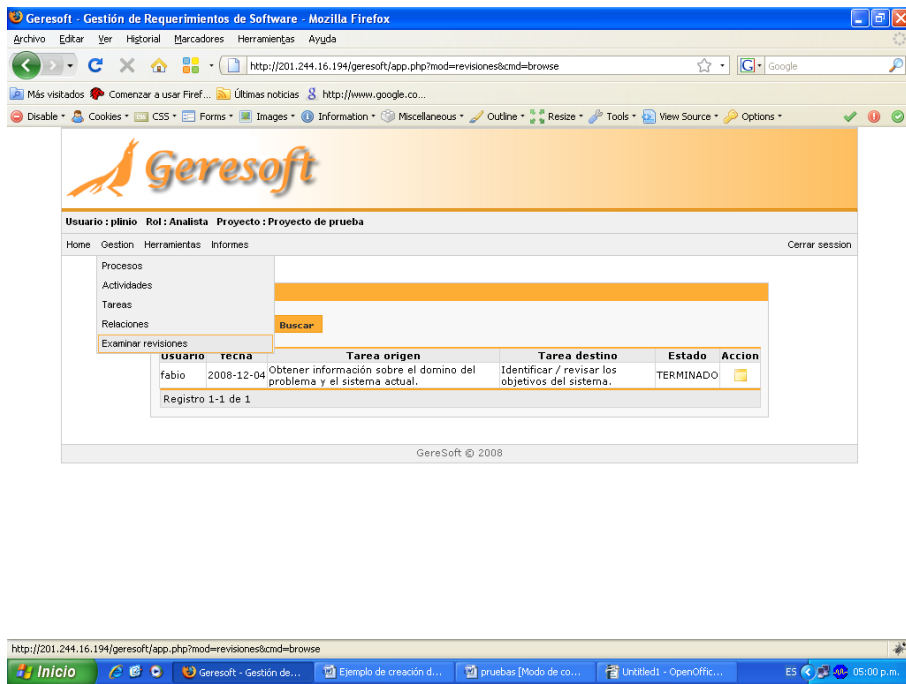 Geresoft - Gestión de Requerimientos de Software - Mozilla Firefox
Archivo Editar Ver Historial Marcadores Herramientas Ayuda
http://201.244.16.194/geresoft/app.php?mod=revisiones&cmd=browse
G Google
Más visitados Comenzar a usar Firef... Últimas noticias http://www.google.co...
Disable Cookies CSS Forms Images Information Miscellaneous Outline Resize Tools View Source Options
Geresoft
Usuario : plinio Rol : Analista Proyecto : Proyecto de prueba
Home Gestion Herramientas Informes Cerrar session
Procesos
Actividades
Tareas
Relaciones
Buscar
Examinar revisiones
Usuario fecha Tarea origen Tarea destino Estado Accion
fabio 2008-12-04 Obtener información sobre el domino del problema y el sistema actual. Identificar / revisar los objetivos del sistema. TERMINADO
Registro 1-1 de 1
GereSoft © 2008
http://201.244.16.194/geresoft/app.php?mod=revisiones&cmd=browse
Inicio Geresoft - Gestión de... Ejemplo de creación d... pruebas [Modo de co... Untitled1 - OpenOffic... ES 05:00 p.m.